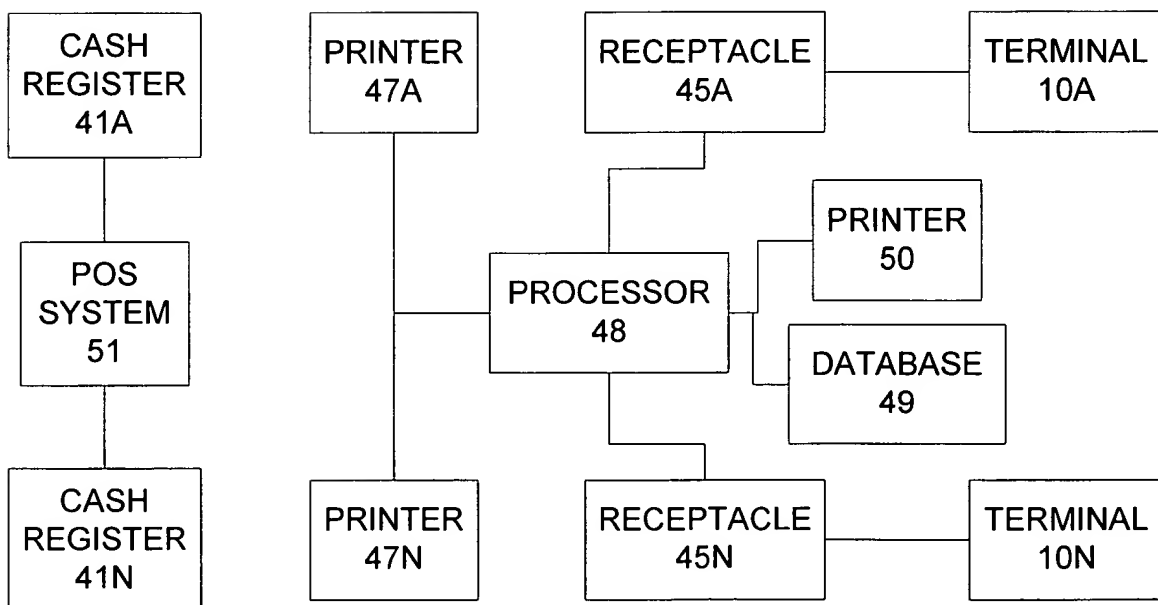 CASH
REGISTER
41A
PRINTER
47A
RECEPTACLE
45A
TERMINAL
10A
POS
SYSTEM
51
PROCESSOR
48
PRINTER
50
DATABASE
49
CASH
REGISTER
41N
PRINTER
47N
RECEPTACLE
45N
TERMINAL
10N